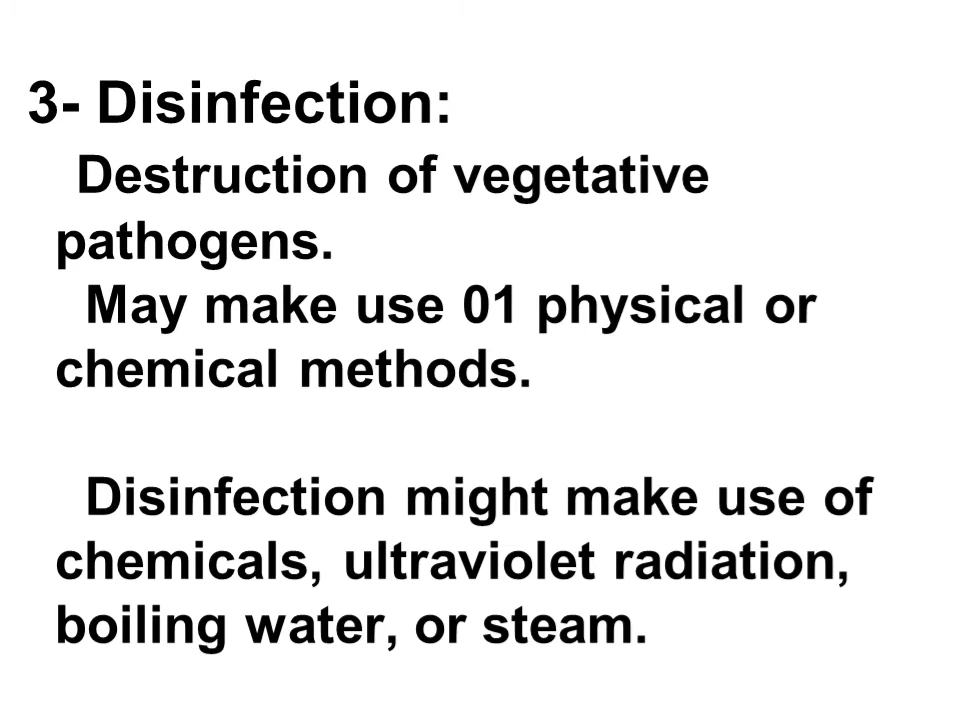 3- Disinfection:
Destruction of vegetative
pathogens.
May make use 01 physical or
chemical methods.
Disinfection might make use of
chemicals, ultraviolet radiation,
boiling water, or steam.